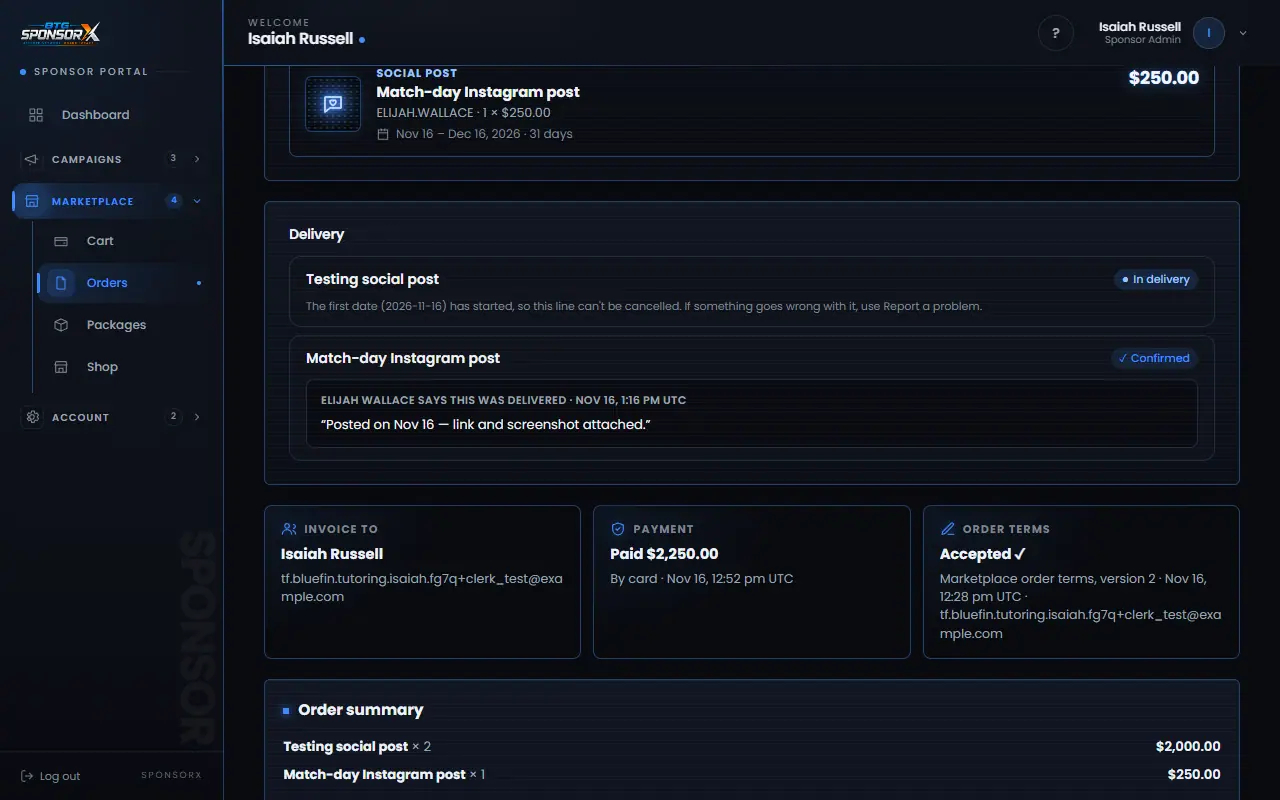 BTG
SPONSORX
SPONSOR PORTAL
Dashboard
CAMPAIGNS 3
MARKETPLACE 4
Cart
Orders
Packages
Shop
ACCOUNT 2
SPONSOR
Log out
SPONSORX
WELCOME
Isaiah Russell
?
Isaiah Russell
Sponsor Admin
I
SOCIAL POST
Match-day Instagram post
ELIJAH.WALLACE · 1 × $250.00
Nov 16 – Dec 16, 2026 · 31 days
$250.00
Delivery
Testing social post
In delivery
The first date (2026-11-16) has started, so this line can't be cancelled. If something goes wrong with it, use Report a problem.
Match-day Instagram post
✓ Confirmed
ELIJAH WALLACE SAYS THIS WAS DELIVERED · NOV 16, 1:16 PM UTC
“Posted on Nov 16 — link and screenshot attached.”
INVOICE TO
Isaiah Russell
tf.bluefin.tutoring.isaiah.fg7q+clerk_test@exa
mple.com
PAYMENT
Paid $2,250.00
By card · Nov 16, 12:52 pm UTC
ORDER TERMS
Accepted ✓
Marketplace order terms, version 2 · Nov 16,
12:28 pm UTC ·
tf.bluefin.tutoring.isaiah.fg7q+clerk_test@exa
mple.com
Order summary
Testing social post × 2 $2,000.00
Match-day Instagram post × 1 $250.00